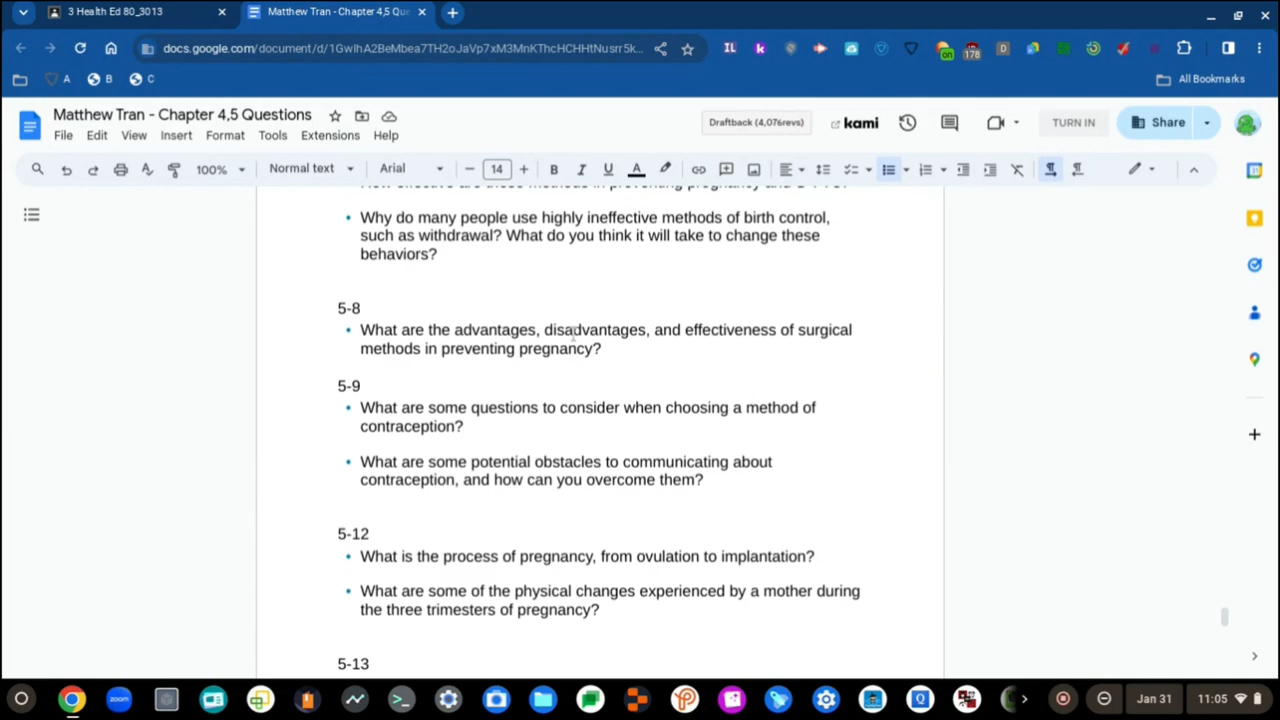 3 Health Ed 80_3013
Matthew Tran - Chapter 4,5 Que
docs.google.com/document/d/1GwIhA2BeMbea7TH2oJaVp7xM3MnKThcHCHHtNusrr5k...
IL
k
on
178
D
A
B
C
All Bookmarks
Matthew Tran - Chapter 4,5 Questions
File Edit View Insert Format Tools Extensions Help
Draftback (4,076revs)
kami
TURN IN
Share
100%
Normal text
Arial
14
B I U A
Why do many people use highly ineffective methods of birth control,
such as withdrawal? What do you think it will take to change these
behaviors?
5-8
What are the advantages, disadvantages, and effectiveness of surgical
methods in preventing pregnancy?
5-9
What are some questions to consider when choosing a method of
contraception?
What are some potential obstacles to communicating about
contraception, and how can you overcome them?
5-12
What is the process of pregnancy, from ovulation to implantation?
What are some of the physical changes experienced by a mother during
the three trimesters of pregnancy?
5-13
zoom
Q
Jan 31
11:05